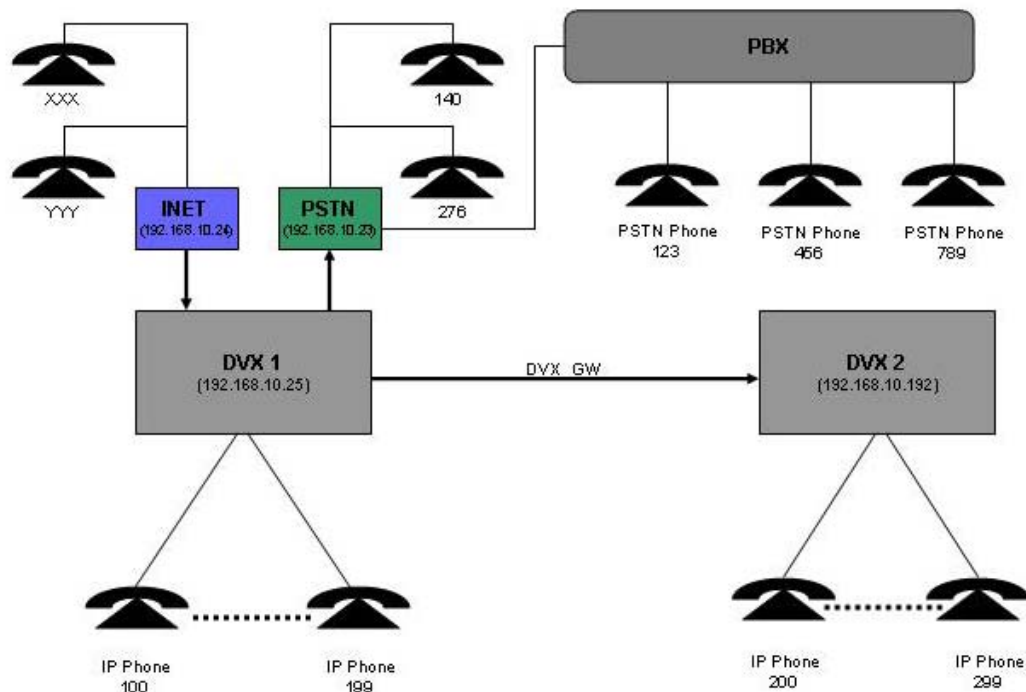 PBX
XXX
140
YYY
276
INET
(192.168.10.24)
PSTN
(192.168.10.23)
PSTN Phone
123
PSTN Phone
456
PSTN Phone
789
DVX 1
(192.168.10.25)
DVX_GW
DVX 2
(192.168.10.192)
IP Phone
100
IP Phone
199
IP Phone
200
IP Phone
299